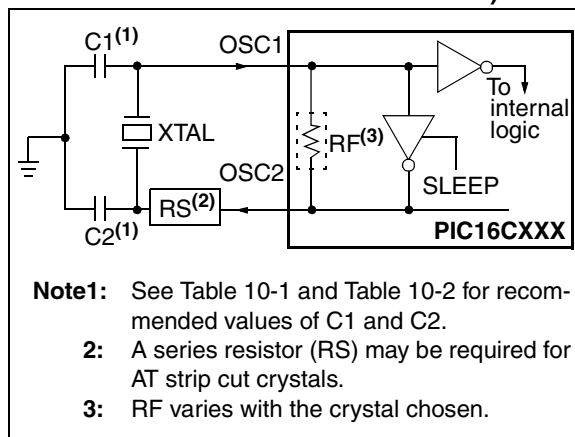 C1(1)
OSC1
To
internal
logic
XTAL
RF(3)
OSC2
SLEEP
RS(2)
C2(1)
PIC16CXXX
Note1: See Table 10-1 and Table 10-2 for recom-
mended values of C1 and C2.
2: A series resistor (RS) may be required for
AT strip cut crystals.
3: RF varies with the crystal chosen.